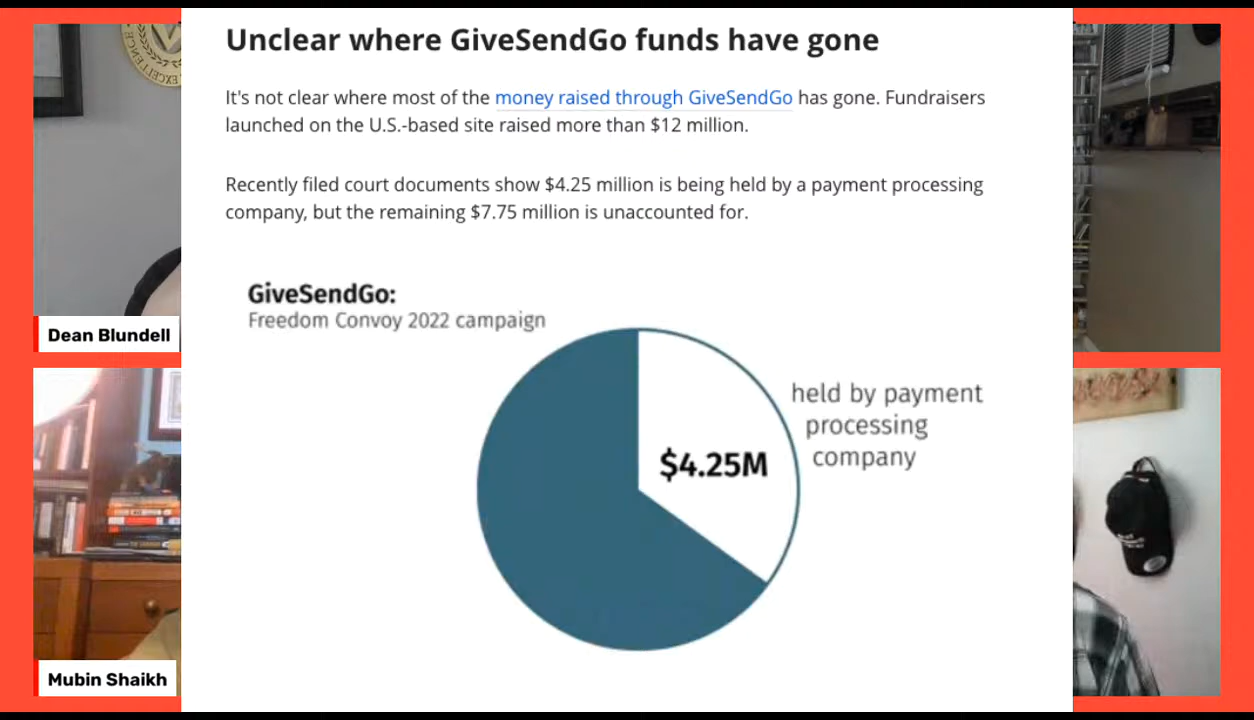 Unclear where GiveSendGo funds have gone
It's not clear where most of the money raised through GiveSendGo has gone. Fundraisers
launched on the U.S.-based site raised more than $12 million.
Recently filed court documents show $4.25 million is being held by a payment processing
company, but the remaining $7.75 million is unaccounted for.
GiveSendGo:
Freedom Convoy 2022 campaign
held by payment
processing
company
$4.25M
Dean Blundell
Mubin Shaikh